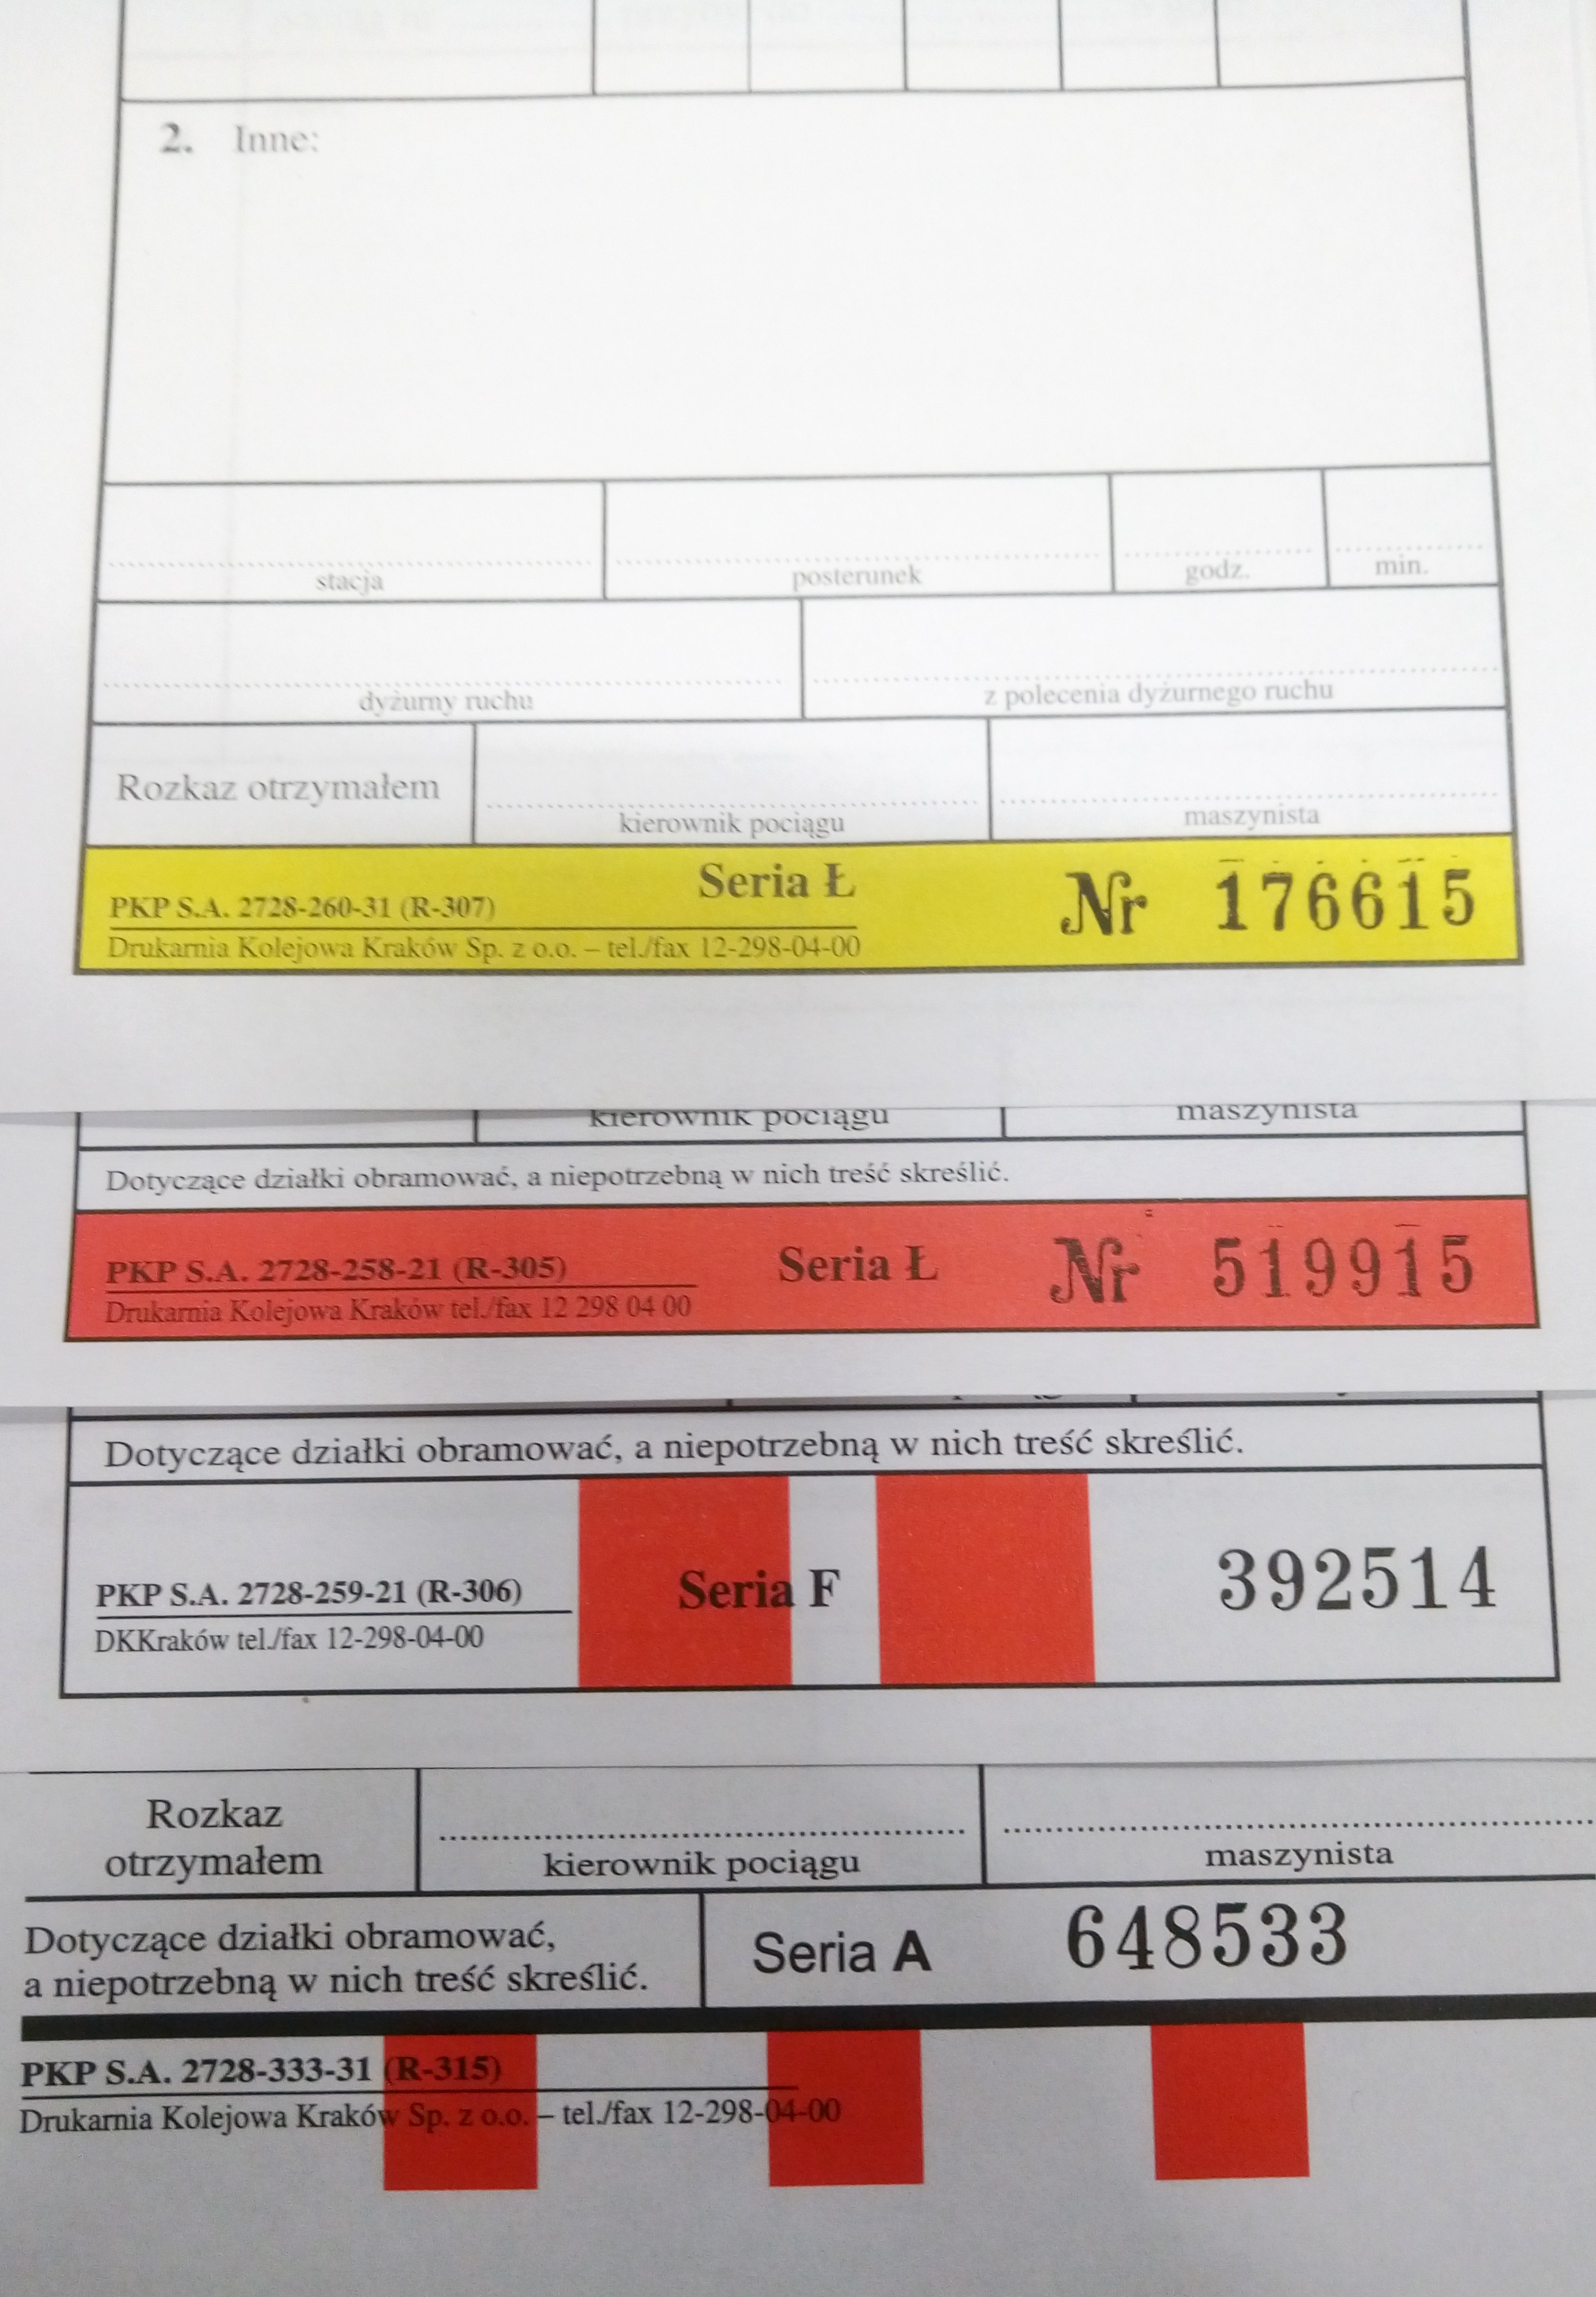 2. Inne:
stacja posterunek godz. min.
dyżurny ruchu z polecenia dyżurnego ruchu
Rozkaz otrzymałem kierownik pociągu maszynista
Seria Ł Nr 176615
PKP S.A. 2728-260-31 (R-307)
Drukarnia Kolejowa Kraków Sp. z o.o. – tel./fax 12-298-04-00
kierownik pociągu maszynista
Dotyczące działki obramować, a niepotrzebną w nich treść skreślić.
PKP S.A. 2728-258-21 (R-305) Seria Ł Nr 519915
Drukarnia Kolejowa Kraków tel./fax 12 298 04 00
Dotyczące działki obramować, a niepotrzebną w nich treść skreślić.
PKP S.A. 2728-259-21 (R-306) Seria F 392514
DKKraków tel./fax 12-298-04-00
Rozkaz
otrzymałem
kierownik pociągu maszynista
Dotyczące działki obramować,
a niepotrzebną w nich treść skreślić.
Seria A 648533
PKP S.A. 2728-333-31 (R-315)
Drukarnia Kolejowa Kraków Sp. z o.o. – tel./fax 12-298-04-00